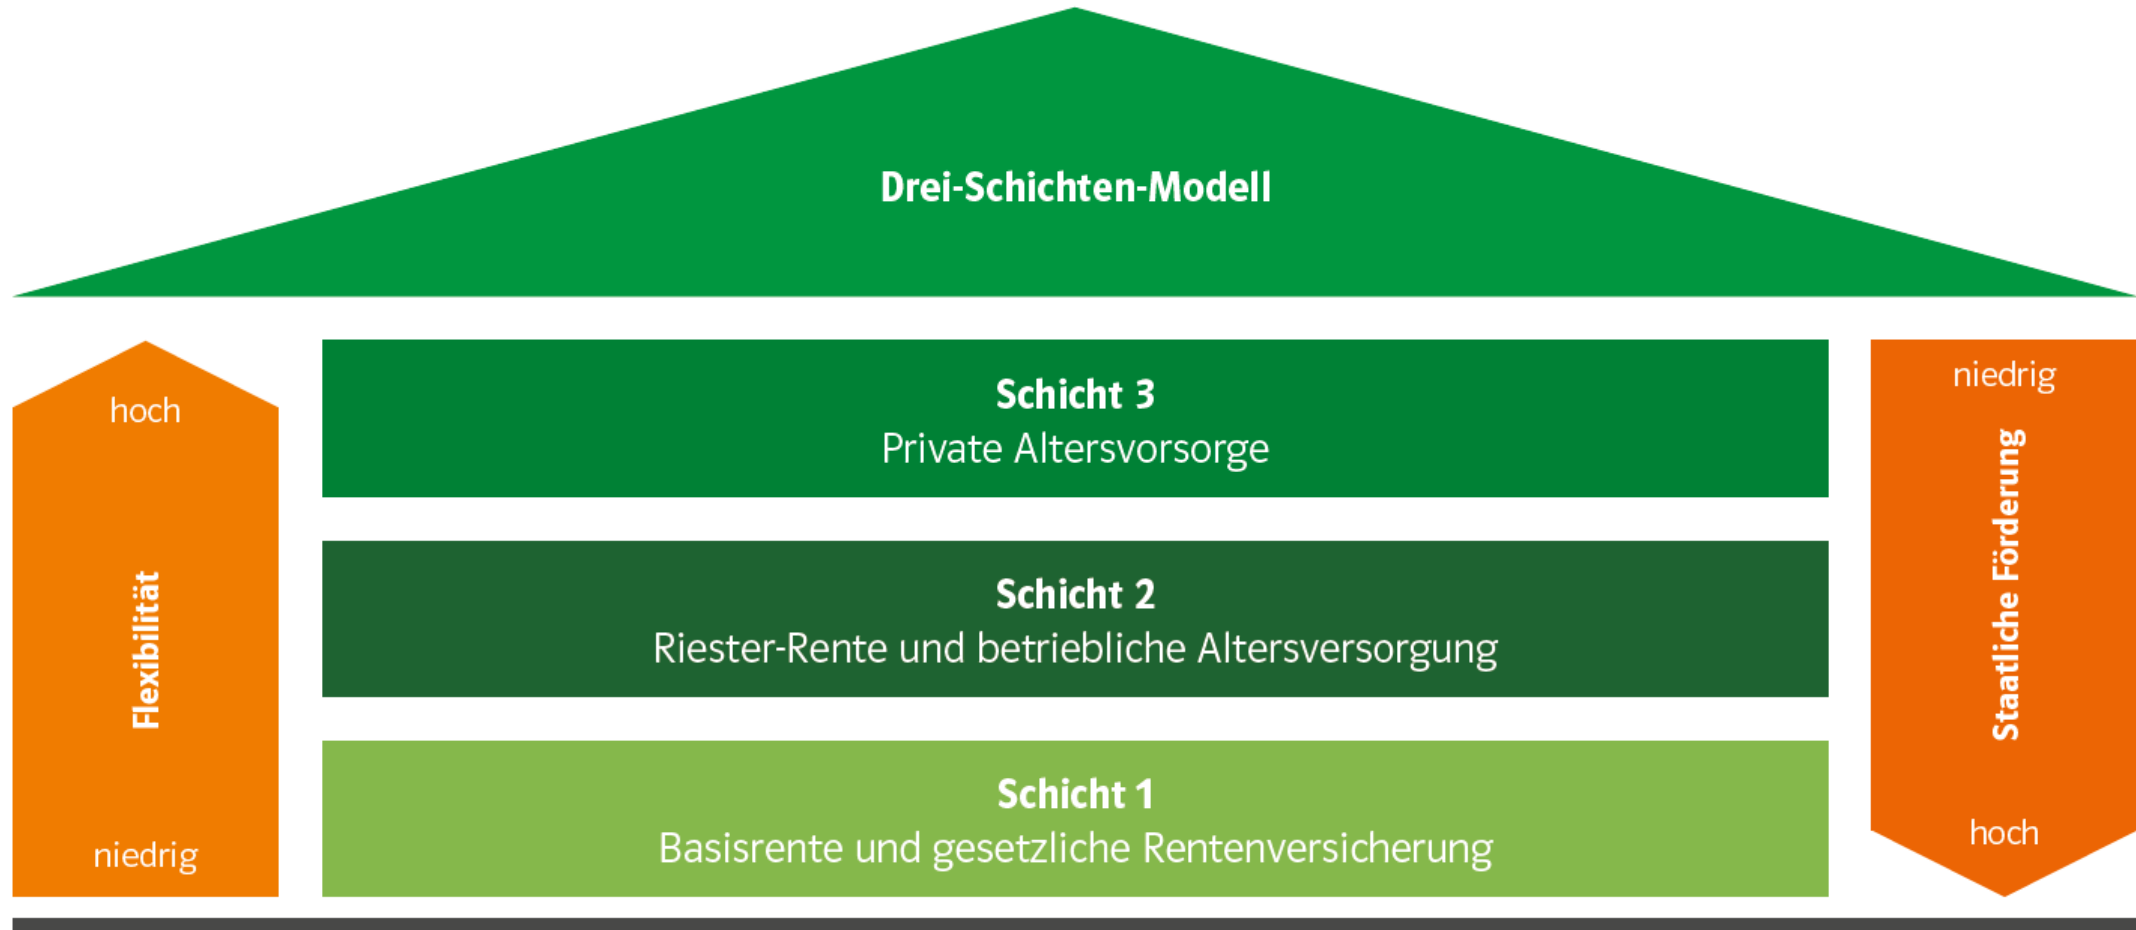 Drei-Schichten-Modell
hoch
Flexibilität
niedrig
Schicht 3
Private Altersvorsorge
Schicht 2
Riester-Rente und betriebliche Altersversorgung
Schicht 1
Basisrente und gesetzliche Rentenversicherung
niedrig
Staatliche Förderung
hoch